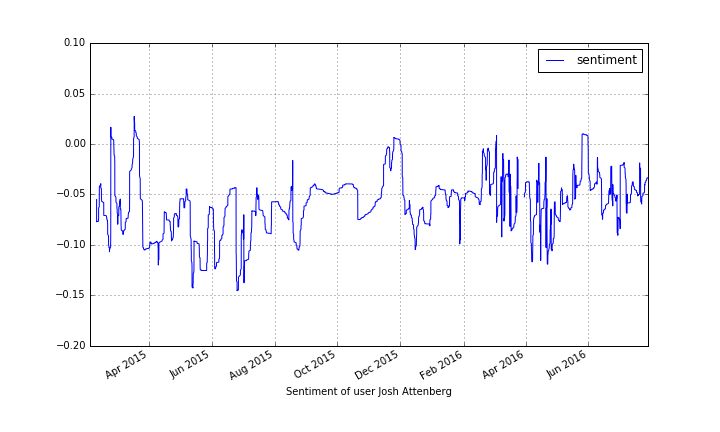 0.10
sentiment
0.05
0.00
−0.05
−0.10
−0.15
−0.20
Apr 2015
Jun 2015
Aug 2015
Oct 2015
Dec 2015
Feb 2016
Apr 2016
Jun 2016
Sentiment of user Josh Attenberg